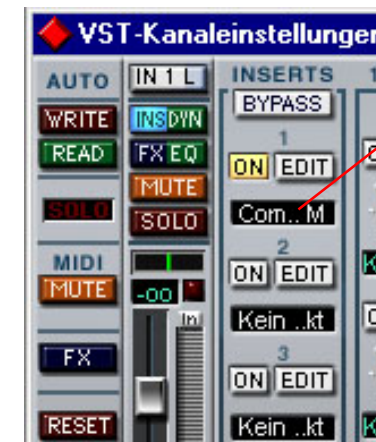 VST-Kanaleinstellungen
AUTO
WRITE
READ
SOLO
MIDI
MUTE
FX
RESET
IN 1 L
INS DYN
FX EQ
MUTE
SOLO
-oo
In
INSERTS
BYPASS
1
ON EDIT
Com.. M
2
ON EDIT
Kein ..kt
3
ON EDIT
Kein ..kt
1
K
K